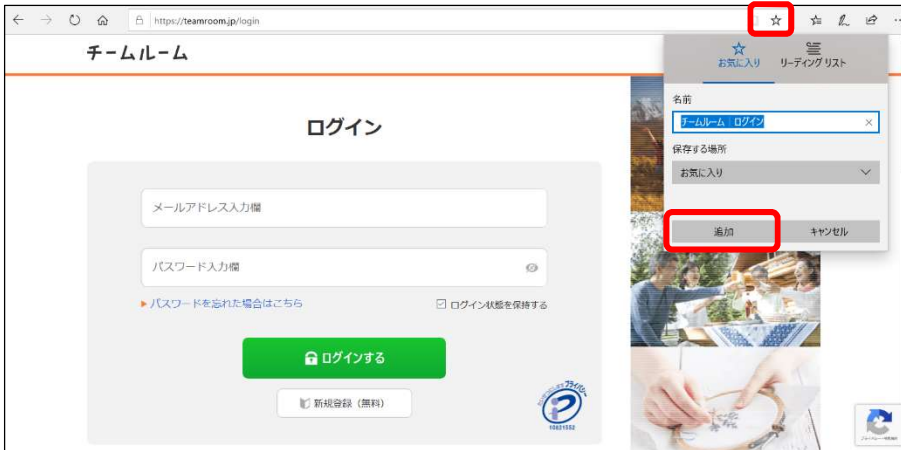 https://teamroom.jp/login
チームルーム
お気に入り
リーディング リスト
名前
チームルーム | ログイン
保存する場所
お気に入り
追加
キャンセル
ログイン
メールアドレス入力欄
パスワード入力欄
パスワードを忘れた場合はこちら
ログイン状態を保持する
ログインする
新規登録（無料）